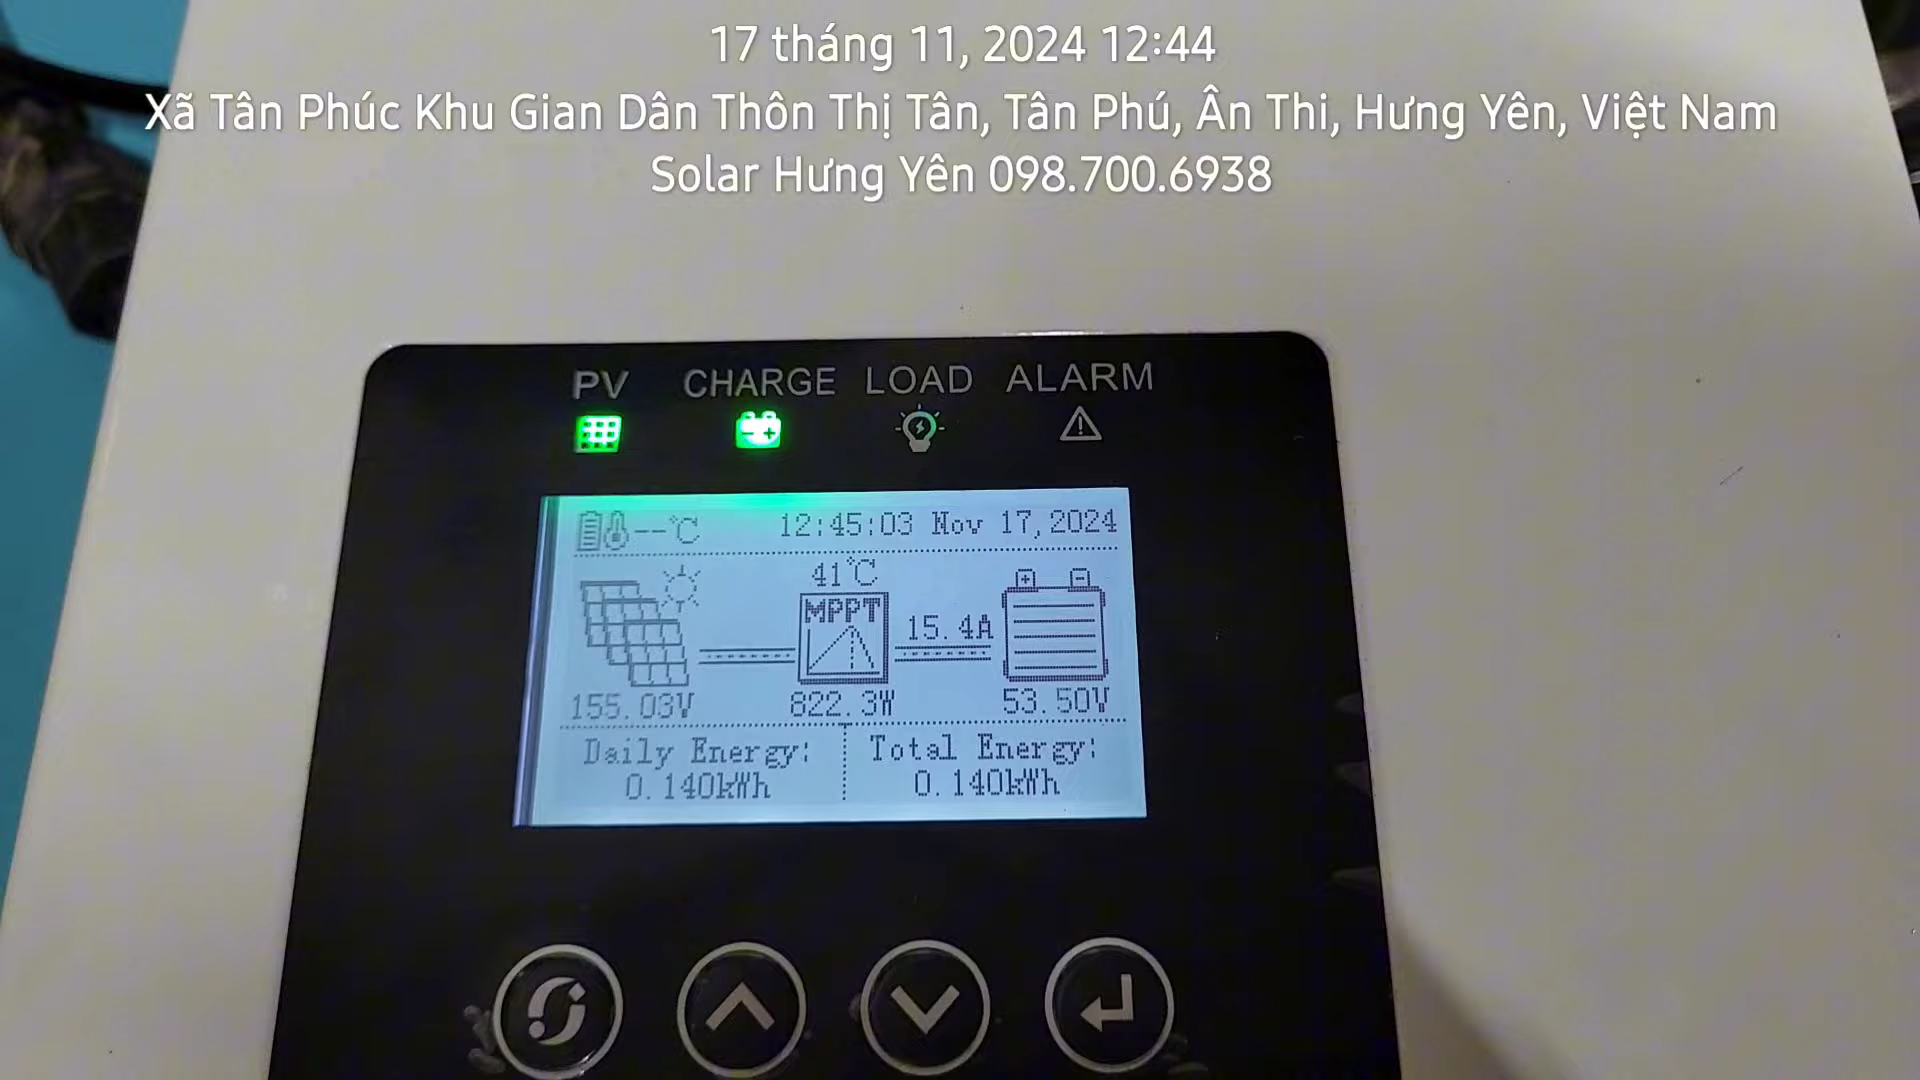 17 tháng 11, 2024 12:44
Xã Tân Phúc Khu Gian Dân Thôn Thị Tân, Tân Phú, Ân Thi, Hưng Yên, Việt Nam
Solar Hưng Yên 098.700.6938
PV CHARGE LOAD ALARM
--°C 12:45:03 Nov 17,2024
41°C
MPPT
15.4A
155.03V 822.3W 53.50V
Daily Energy: Total Energy:
0.140kWh 0.140kWh